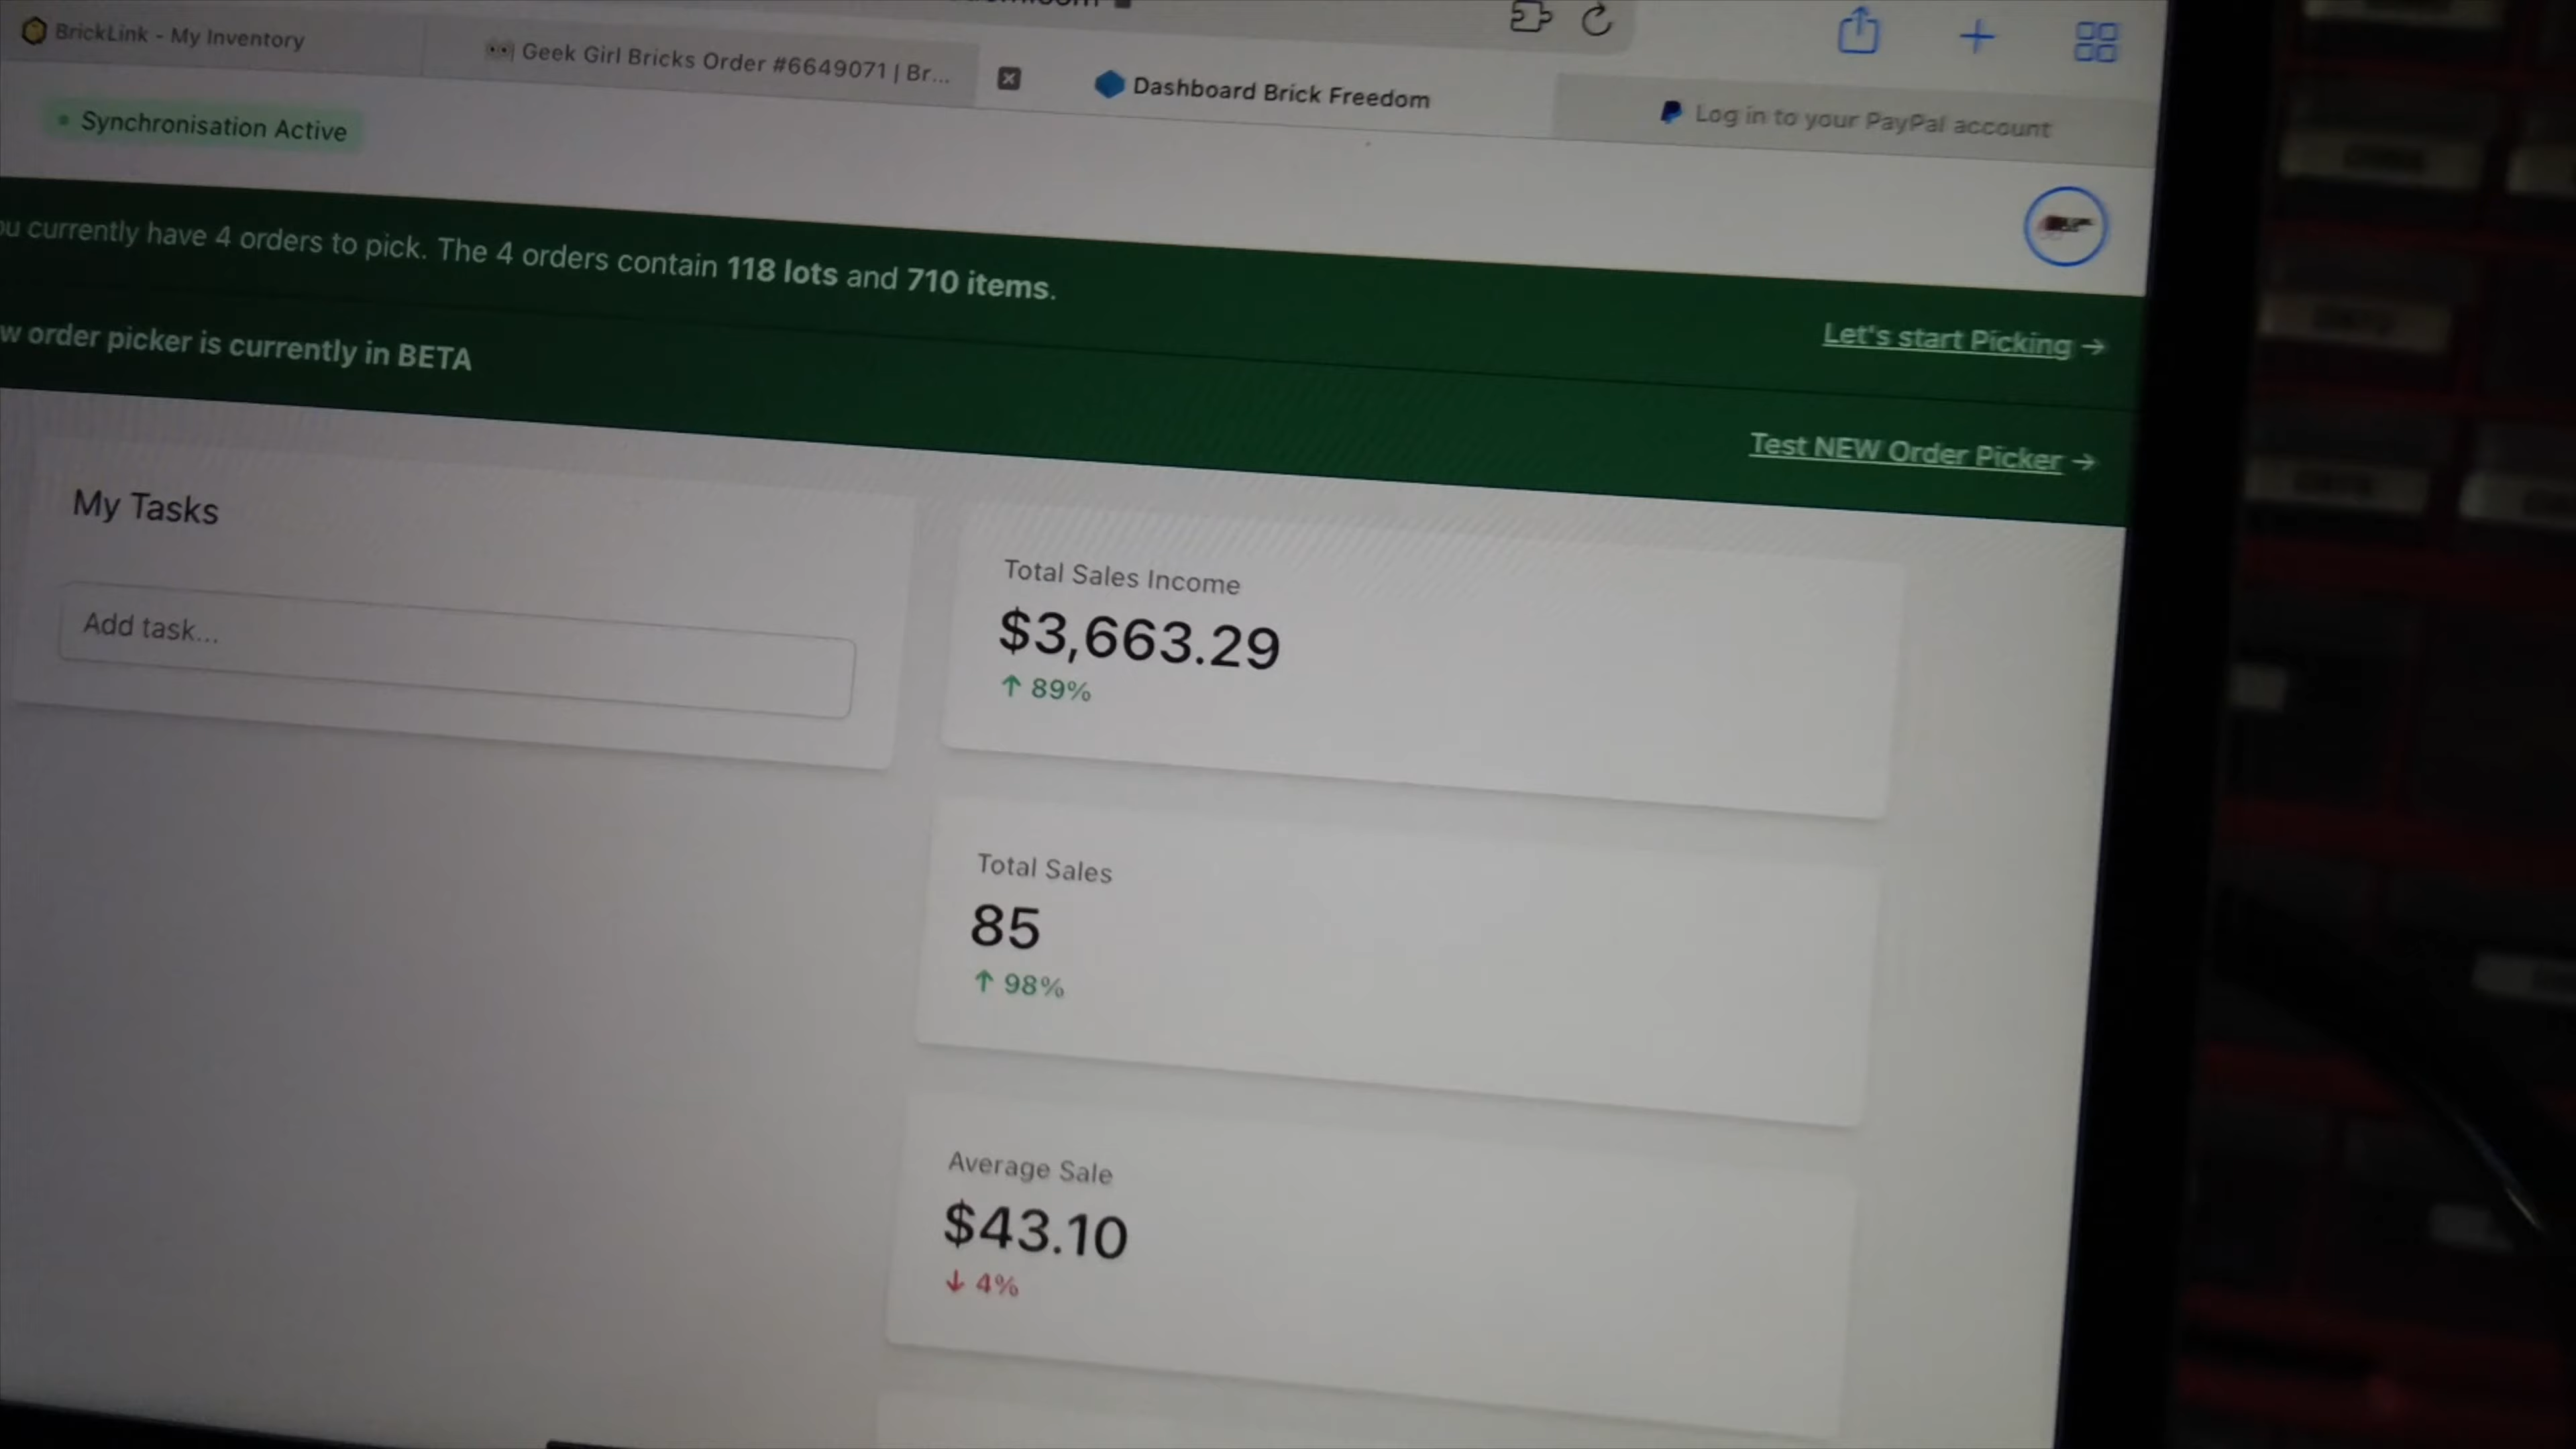 BrickLink - My Inventory
Geek Girl Bricks Order #6649071 | Br...
Dashboard Brick Freedom
Log in to your PayPal account
Synchronisation Active
ou currently have 4 orders to pick. The 4 orders contain 118 lots and 710 items.
Let's start Picking →
w order picker is currently in BETA
Test NEW Order Picker →
My Tasks
Add task...
Total Sales Income
$3,663.29
↑ 89%
Total Sales
85
↑ 98%
Average Sale
$43.10
↓ 4%